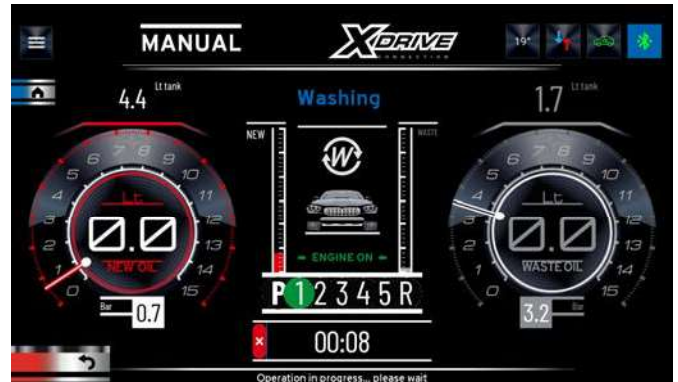 MANUAL
XDRIVE
CONNECTION
19°
4.4 Lt tank
Washing
1.7 Lt tank
NEW
WASTE
W
0 1 2 3 4 5 6 7 8 9 10 11 12 13 14 15
Lt
0.0
NEW OIL
Bar 0.7
ENGINE ON
P 1 2 3 4 5 R
0 1 2 3 4 5 6 7 8 9 10 11 12 13 14 15
Lt
0.0
WASTE OIL
3.2 Bar
× 00:08
Operation in progress... please wait